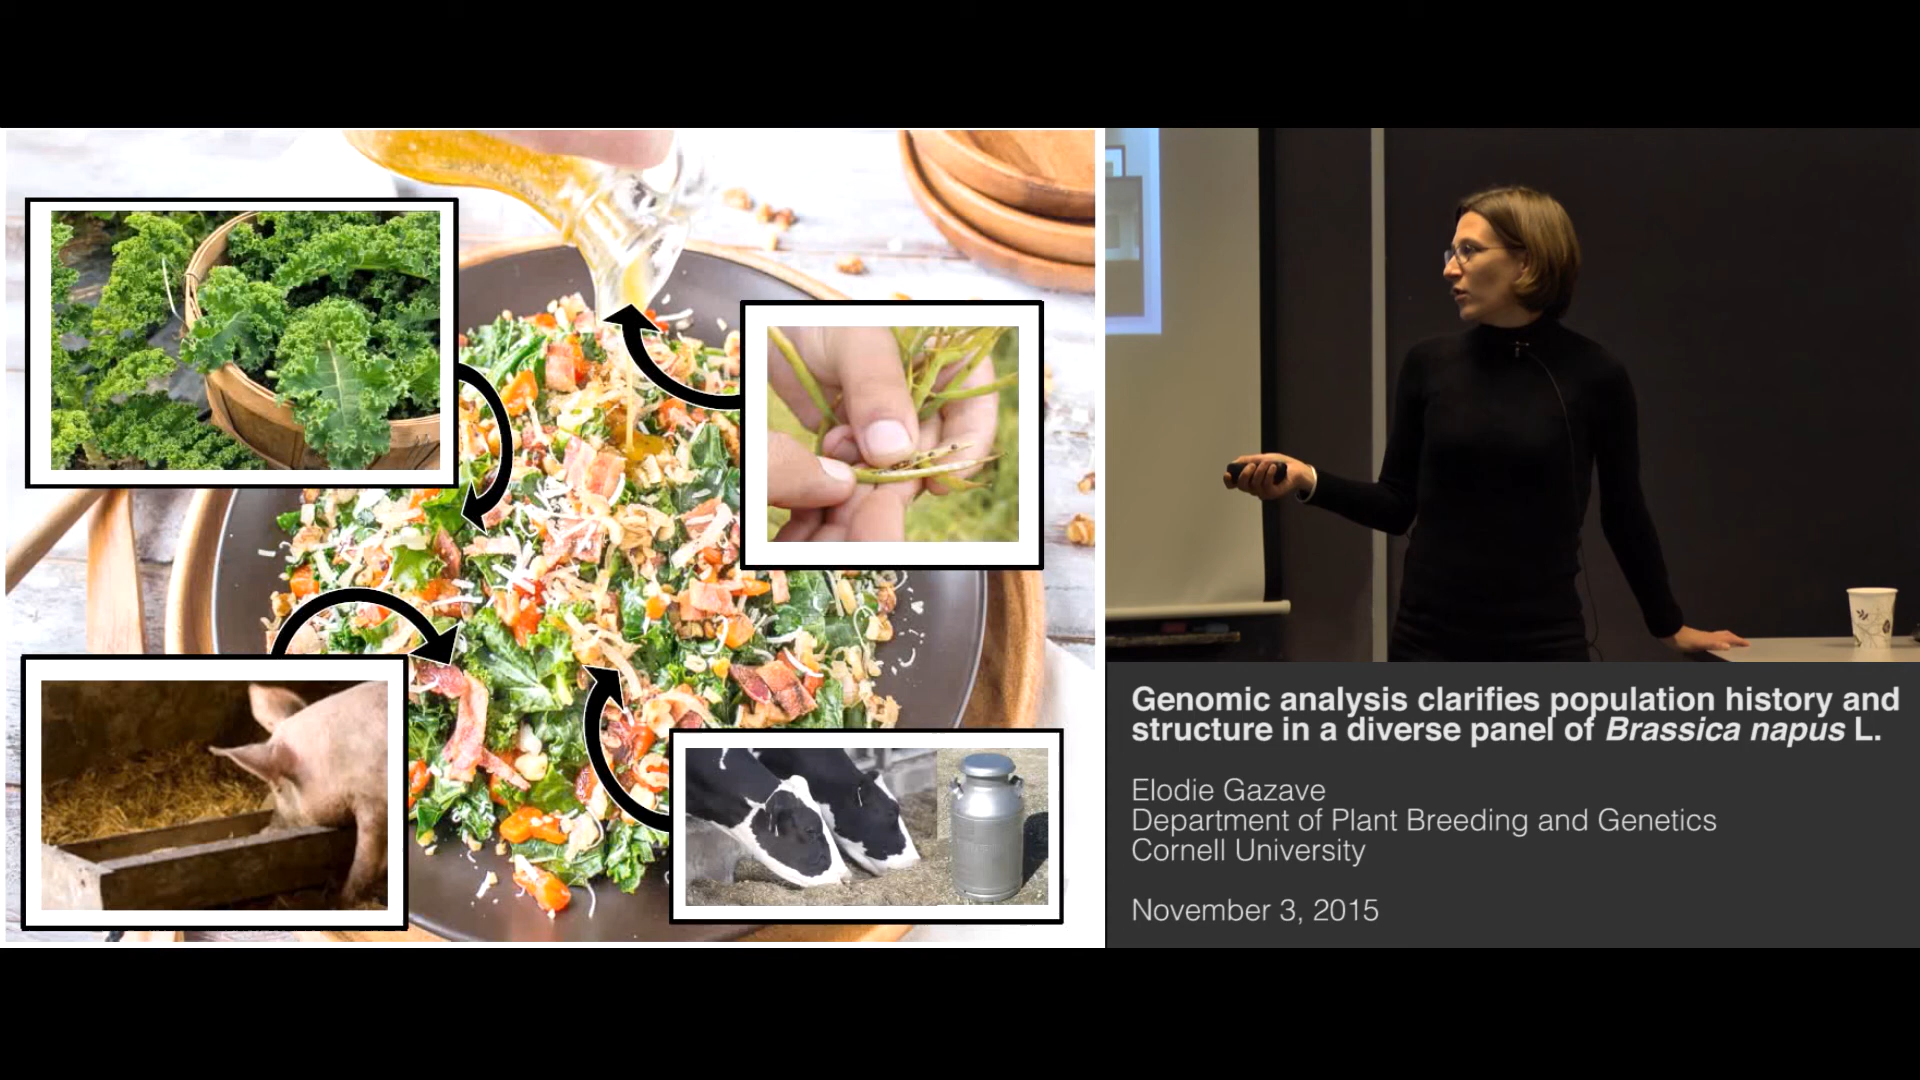 Genomic analysis clarifies population history and
structure in a diverse panel of Brassica napus L.
Elodie Gazave
Department of Plant Breeding and Genetics
Cornell University
November 3, 2015